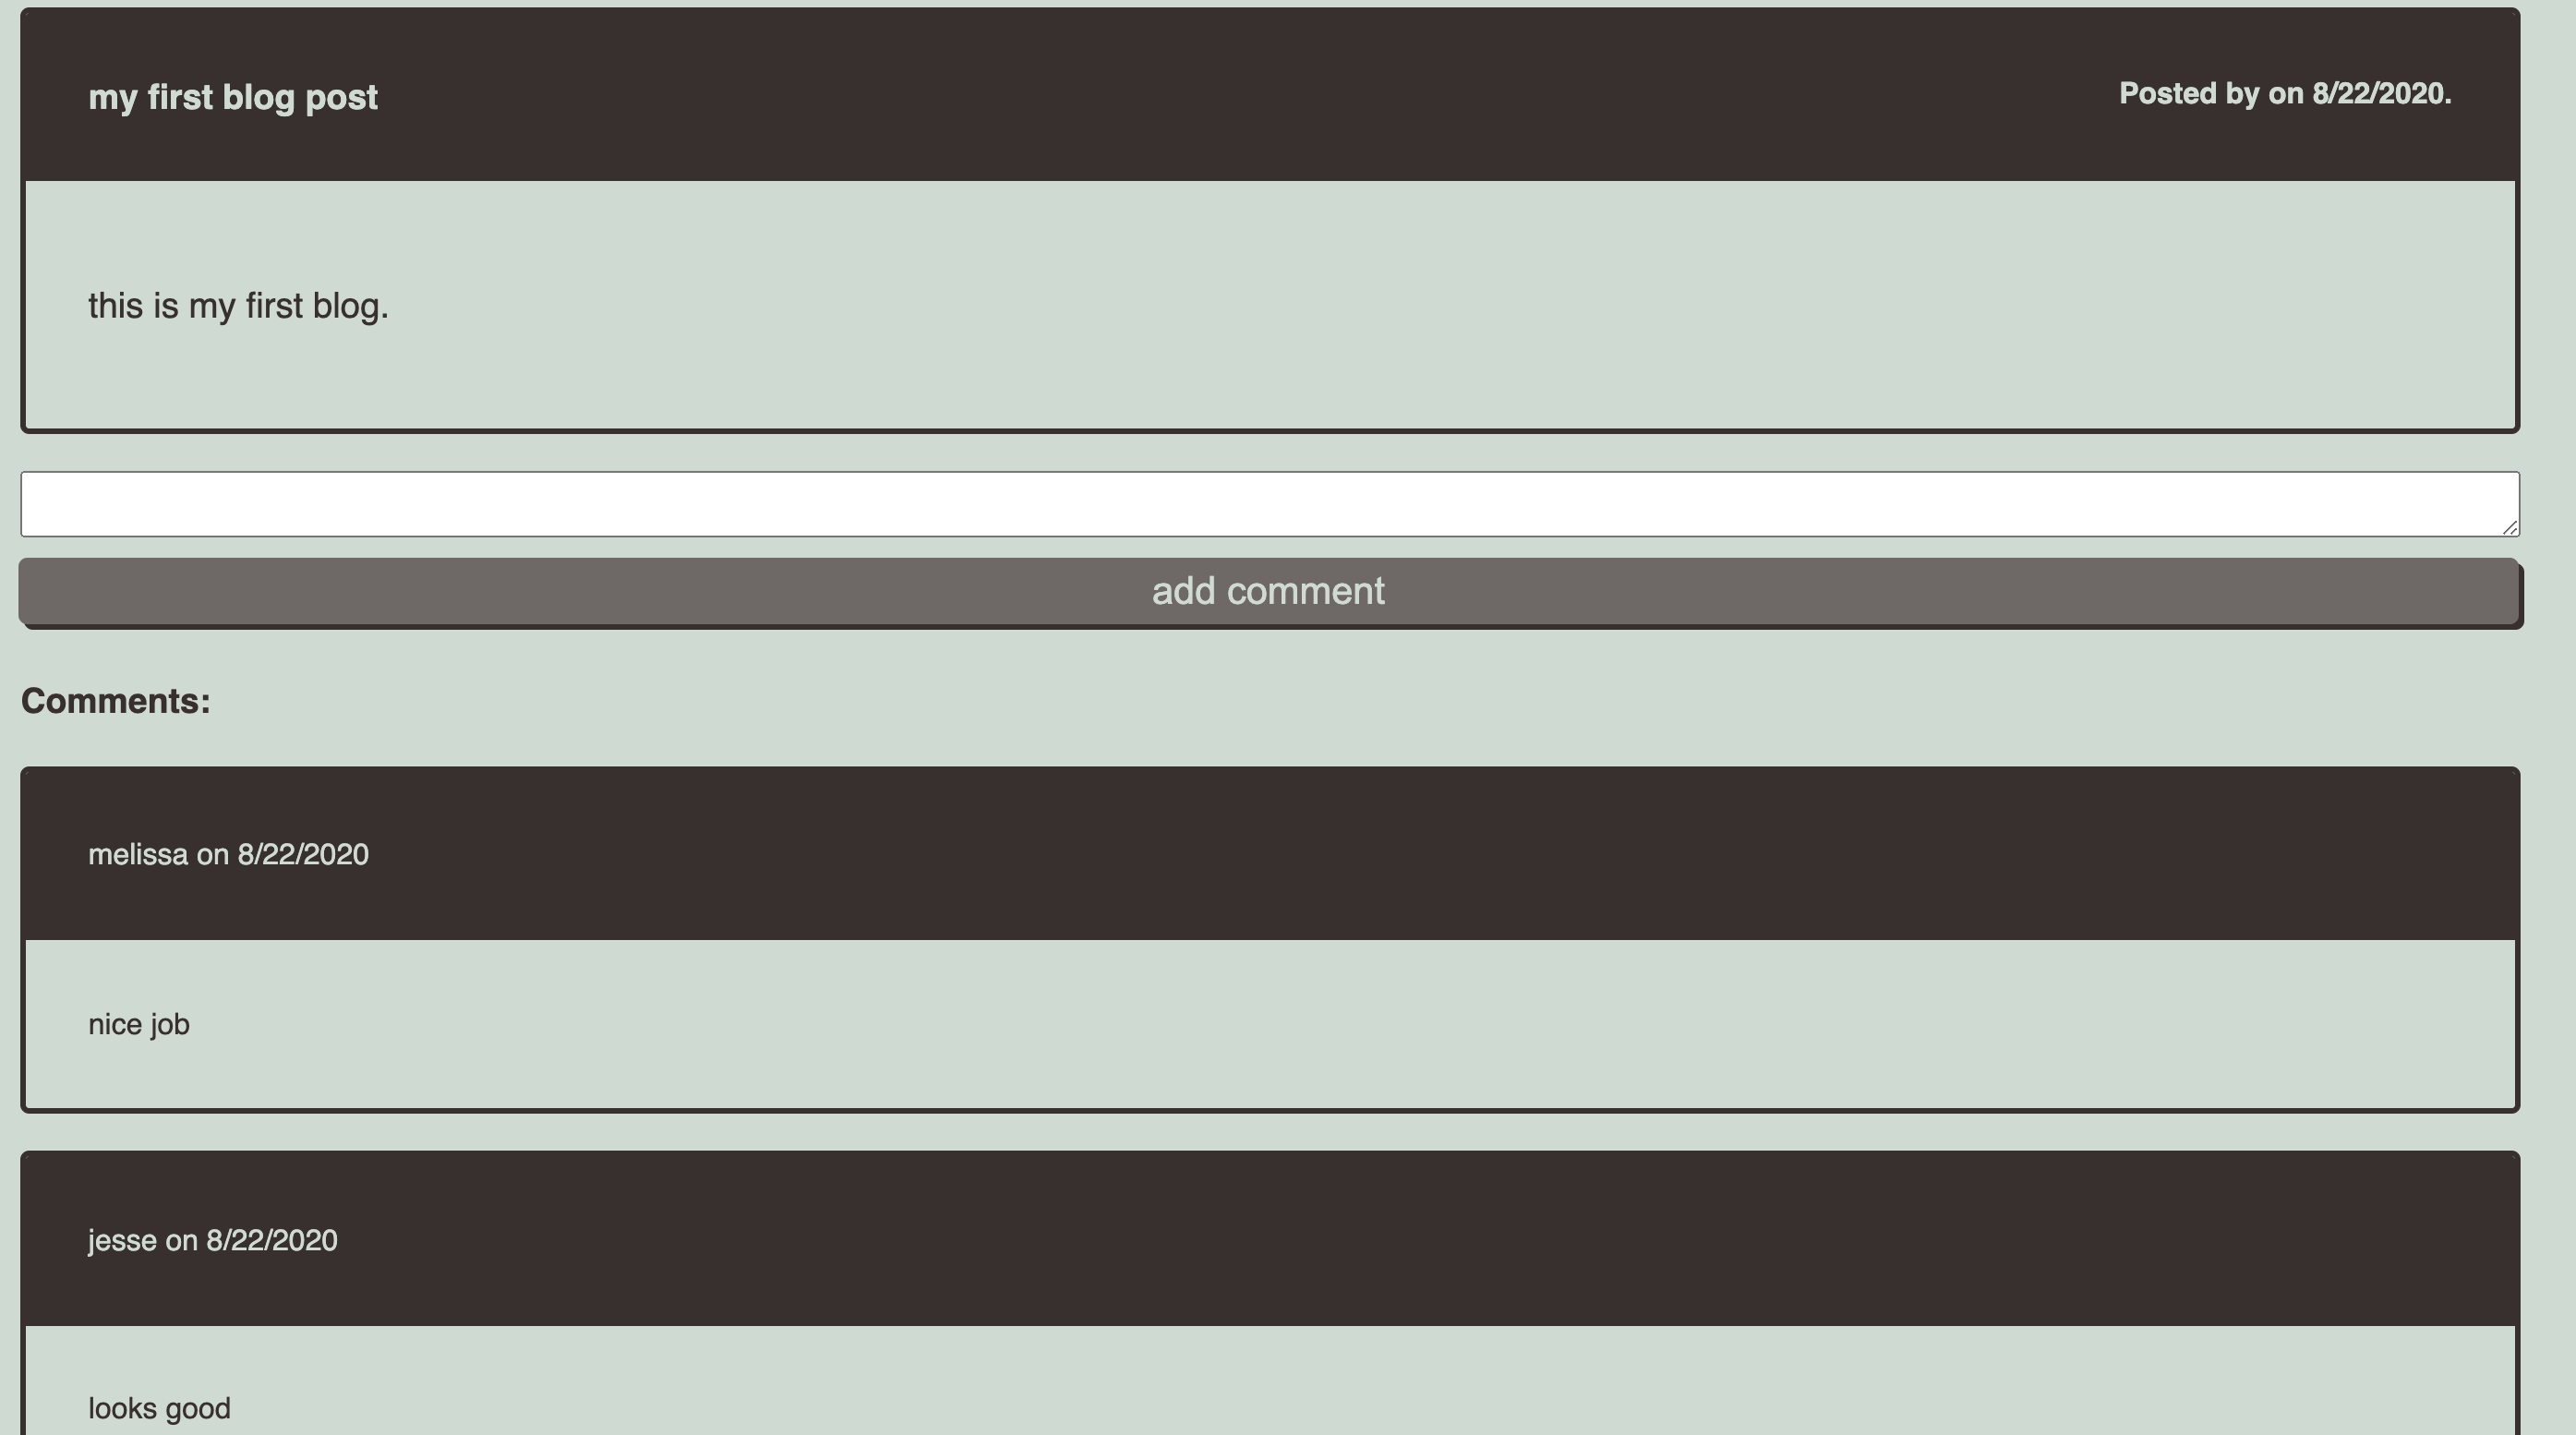 my first blog post
Posted by on 8/22/2020.
this is my first blog.
add comment
Comments:
melissa on 8/22/2020
nice job
jesse on 8/22/2020
looks good